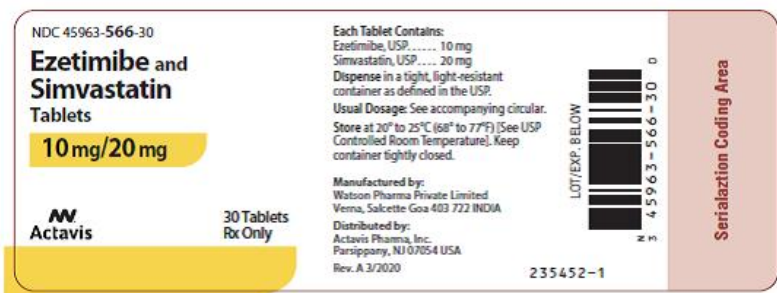 NDC 45963-566-30
Ezetimibe and
Simvastatin
Tablets
10 mg/20 mg
Actavis
30 Tablets
Rx Only
Each Tablet Contains:
Ezetimibe, USP...... 10 mg
Simvastatin, USP.... 20 mg
Dispense in a tight, light-resistant
container as defined in the USP.
Usual Dosage: See accompanying circular.
Store at 20° to 25°C (68° to 77°F) [See USP
Controlled Room Temperature]. Keep
container tightly closed.
Manufactured by:
Watson Pharma Private Limited
Verna, Salcette Goa 403 722 INDIA
Distributed by:
Actavis Pharma, Inc.
Parsippany, NJ 07054 USA
Rev. A 3/2020
235452-1
LOT/EXP. BELOW
N
3 45963-566-30 0
Serialaztion Coding Area